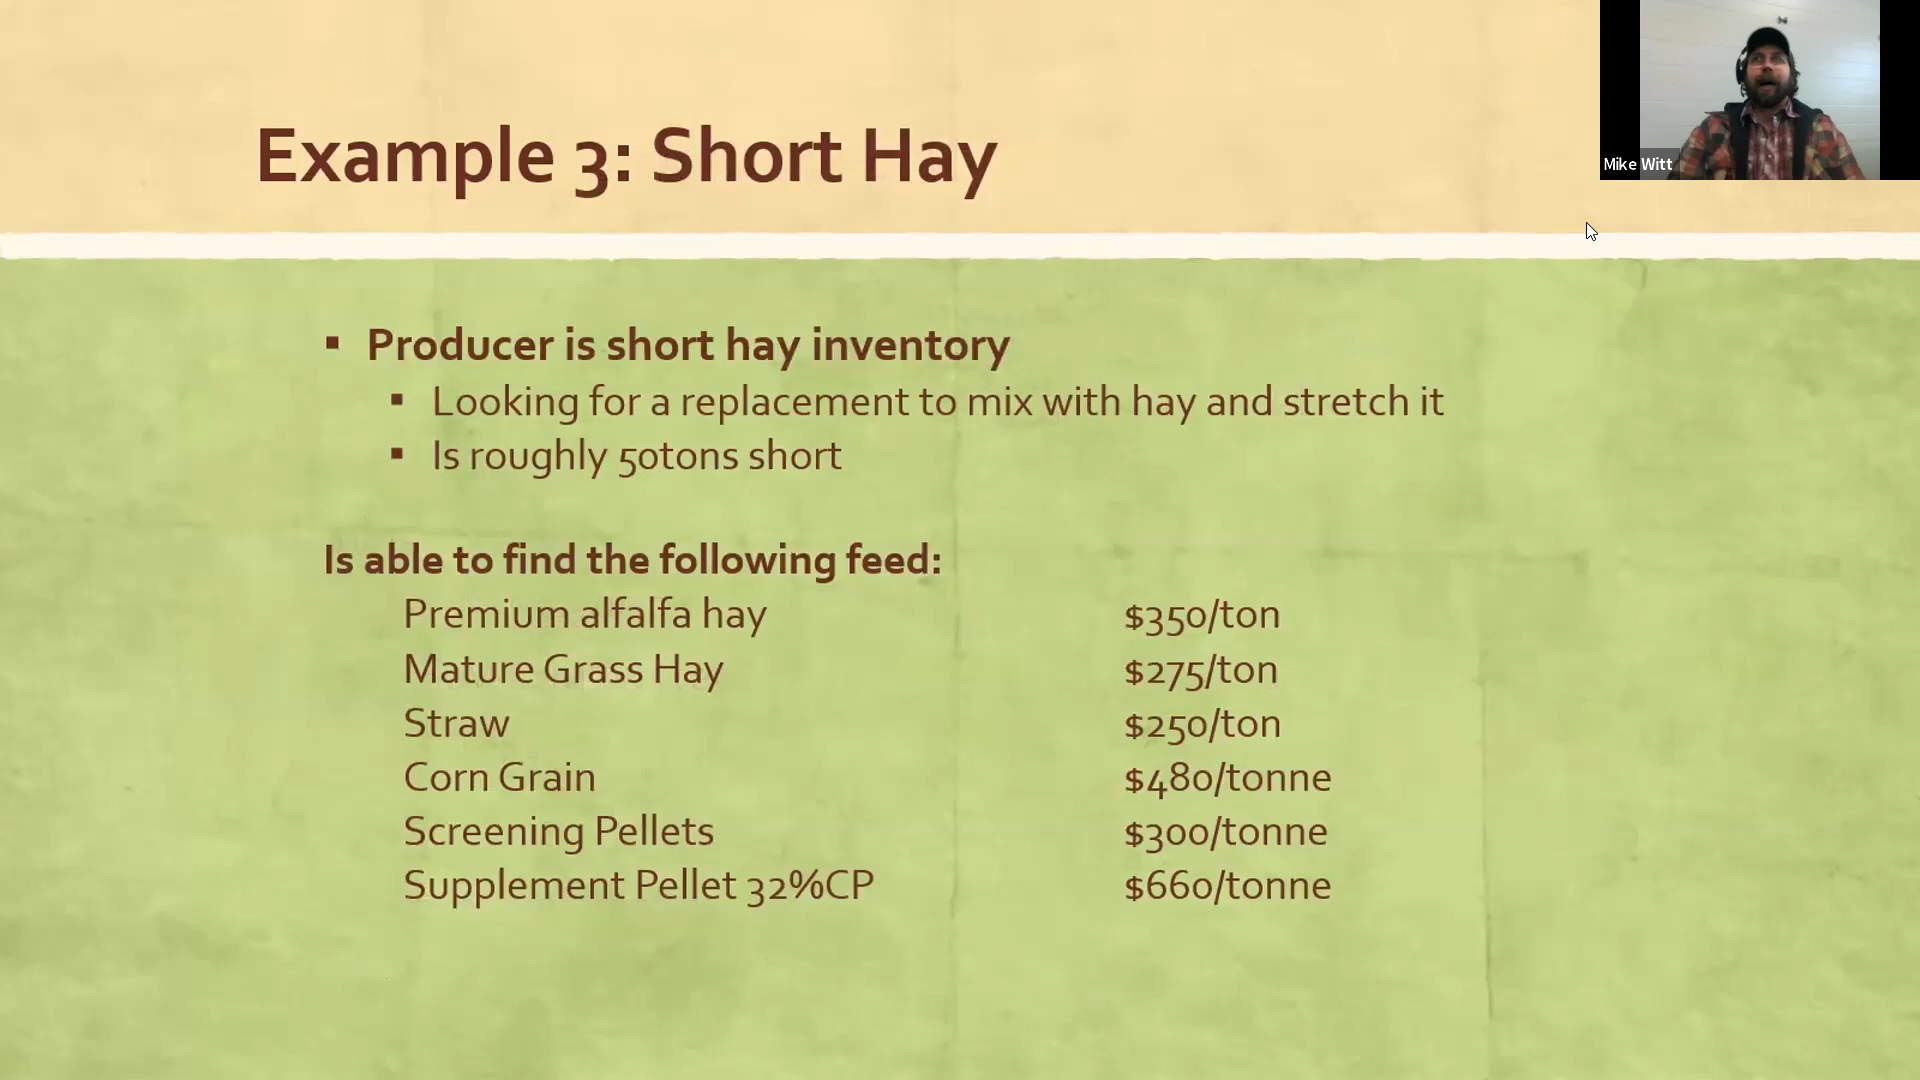 Example 3: Short Hay
Mike Witt
▪ Producer is short hay inventory
▪ Looking for a replacement to mix with hay and stretch it
▪ Is roughly 50tons short
Is able to find the following feed:
Premium alfalfa hay $350/ton
Mature Grass Hay $275/ton
Straw $250/ton
Corn Grain $480/tonne
Screening Pellets $300/tonne
Supplement Pellet 32%CP $660/tonne